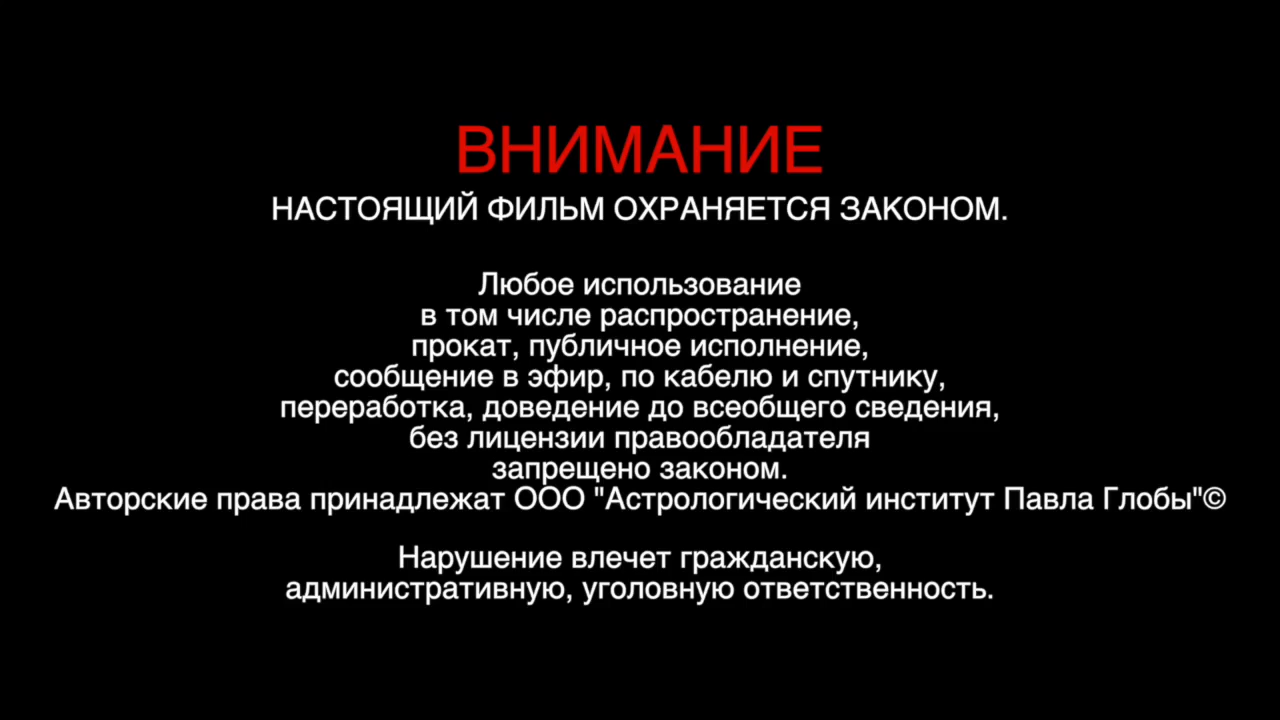 ВНИМАНИЕ
НАСТОЯЩИЙ ФИЛЬМ ОХРАНЯЕТСЯ ЗАКОНОМ.
Любое использование
в том числе распространение,
прокат, публичное исполнение,
сообщение в эфир, по кабелю и спутнику,
переработка, доведение до всеобщего сведения,
без лицензии правообладателя
запрещено законом.
Авторские права принадлежат ООО "Астрологический институт Павла Глобы"©
Нарушение влечет гражданскую,
административную, уголовную ответственность.